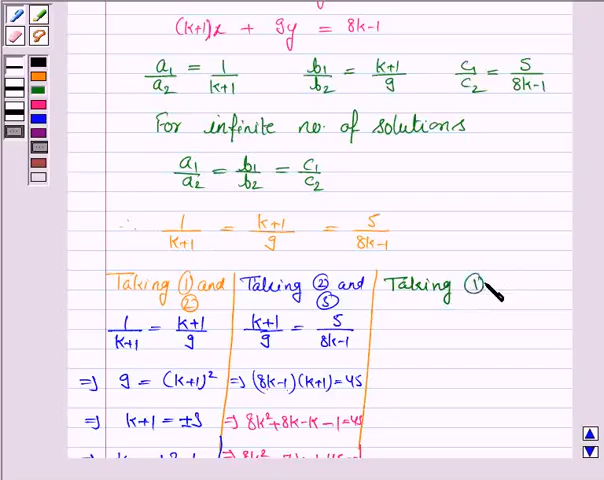 (k+1)x + 9y = 8k-1
a₁/a₂ = 1/(k+1) b₁/b₂ = (k+1)/9 c₁/c₂ = 5/(8k-1)
For infinite no. of solutions
a₁/a₂ = b₁/b₂ = c₁/c₂
∴ 1/(k+1) = (k+1)/9 = 5/(8k-1)
Taking ① and ②
1/(k+1) = (k+1)/9
⇒ 9 = (k+1)²
⇒ k+1 = ±3
Taking ② and ③
(k+1)/9 = 5/(8k-1)
⇒ (8k-1)(k+1) = 45
⇒ 8k²+8k-k-1=45
Taking ①